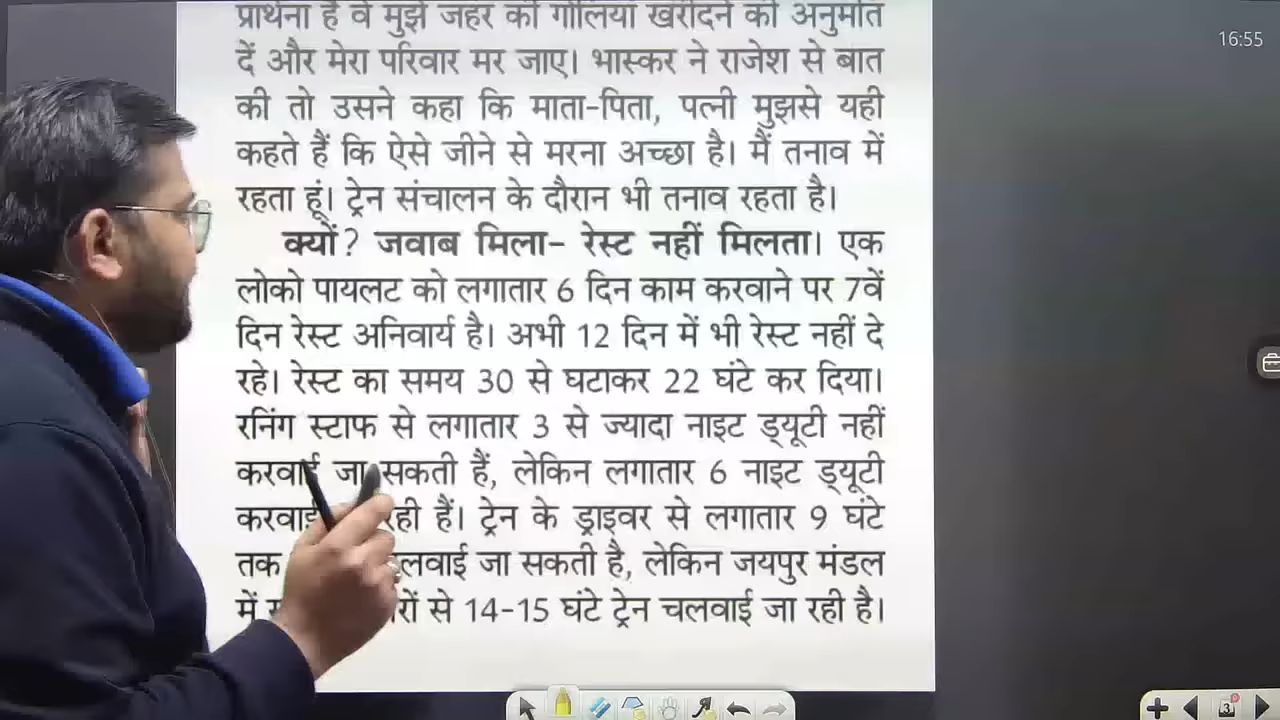 प्रार्थना है वे मुझे जहर की गोलियां खरीदने की अनुमति
दें और मेरा परिवार मर जाए। भास्कर ने राजेश से बात
की तो उसने कहा कि माता-पिता, पत्नी मुझसे यही
कहते हैं कि ऐसे जीने से मरना अच्छा है। मैं तनाव में
रहता हूं। ट्रेन संचालन के दौरान भी तनाव रहता है।
क्यों? जवाब मिला- रेस्ट नहीं मिलता। एक
लोको पायलट को लगातार 6 दिन काम करवाने पर 7वें
दिन रेस्ट अनिवार्य है। अभी 12 दिन में भी रेस्ट नहीं दे
रहे। रेस्ट का समय 30 से घटाकर 22 घंटे कर दिया।
रनिंग स्टाफ से लगातार 3 से ज्यादा नाइट ड्यूटी नहीं
करवाई जा सकती हैं, लेकिन लगातार 6 नाइट ड्यूटी
करवाई रही हैं। ट्रेन के ड्राइवर से लगातार 9 घंटे
तक जा सकती है, लेकिन जयपुर मंडल
में से 14-15 घंटे ट्रेन चलवाई जा रही है।
16:55
3